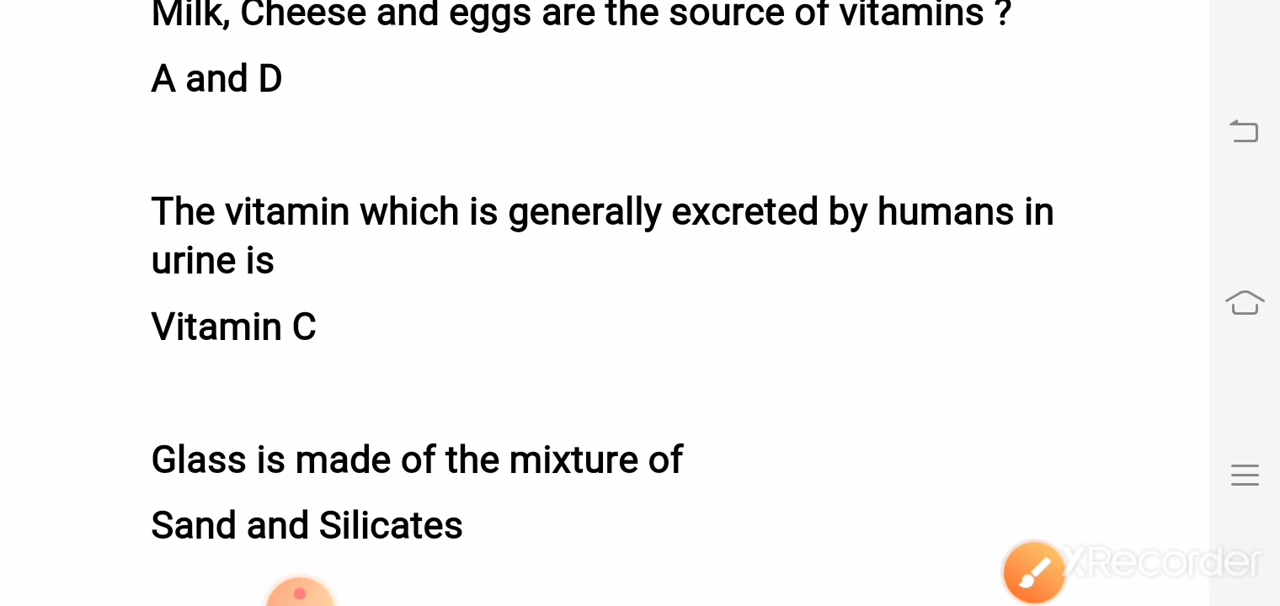 Milk, Cheese and eggs are the source of vitamins ?
A and D
The vitamin which is generally excreted by humans in
urine is
Vitamin C
Glass is made of the mixture of
Sand and Silicates
XRecorder